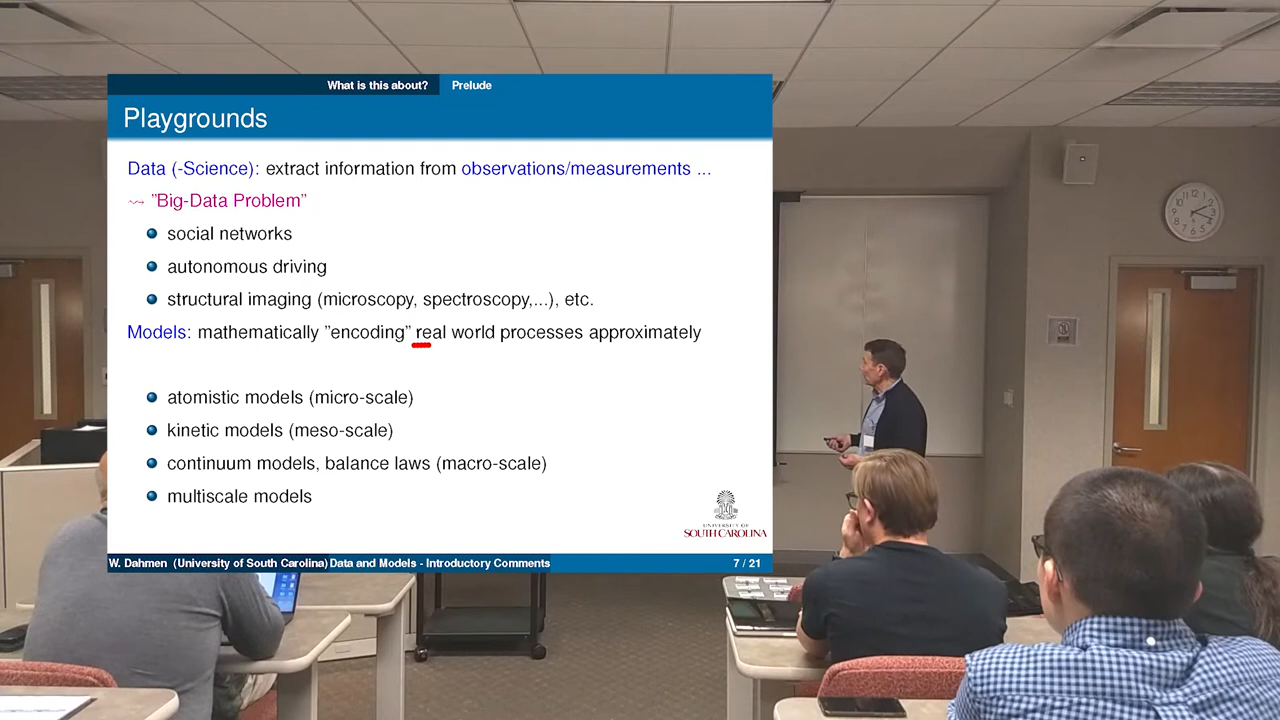 What is this about? Prelude
Playgrounds
Data (-Science): extract information from observations/measurements ...
⇝ ”Big-Data Problem”
social networks
autonomous driving
structural imaging (microscopy, spectroscopy,...), etc.
Models: mathematically ”encoding” real world processes approximately
atomistic models (micro-scale)
kinetic models (meso-scale)
continuum models, balance laws (macro-scale)
multiscale models
UNIVERSITY OF
SOUTH CAROLINA
W. Dahmen (University of South Carolina) Data and Models - Introductory Comments 7 / 21